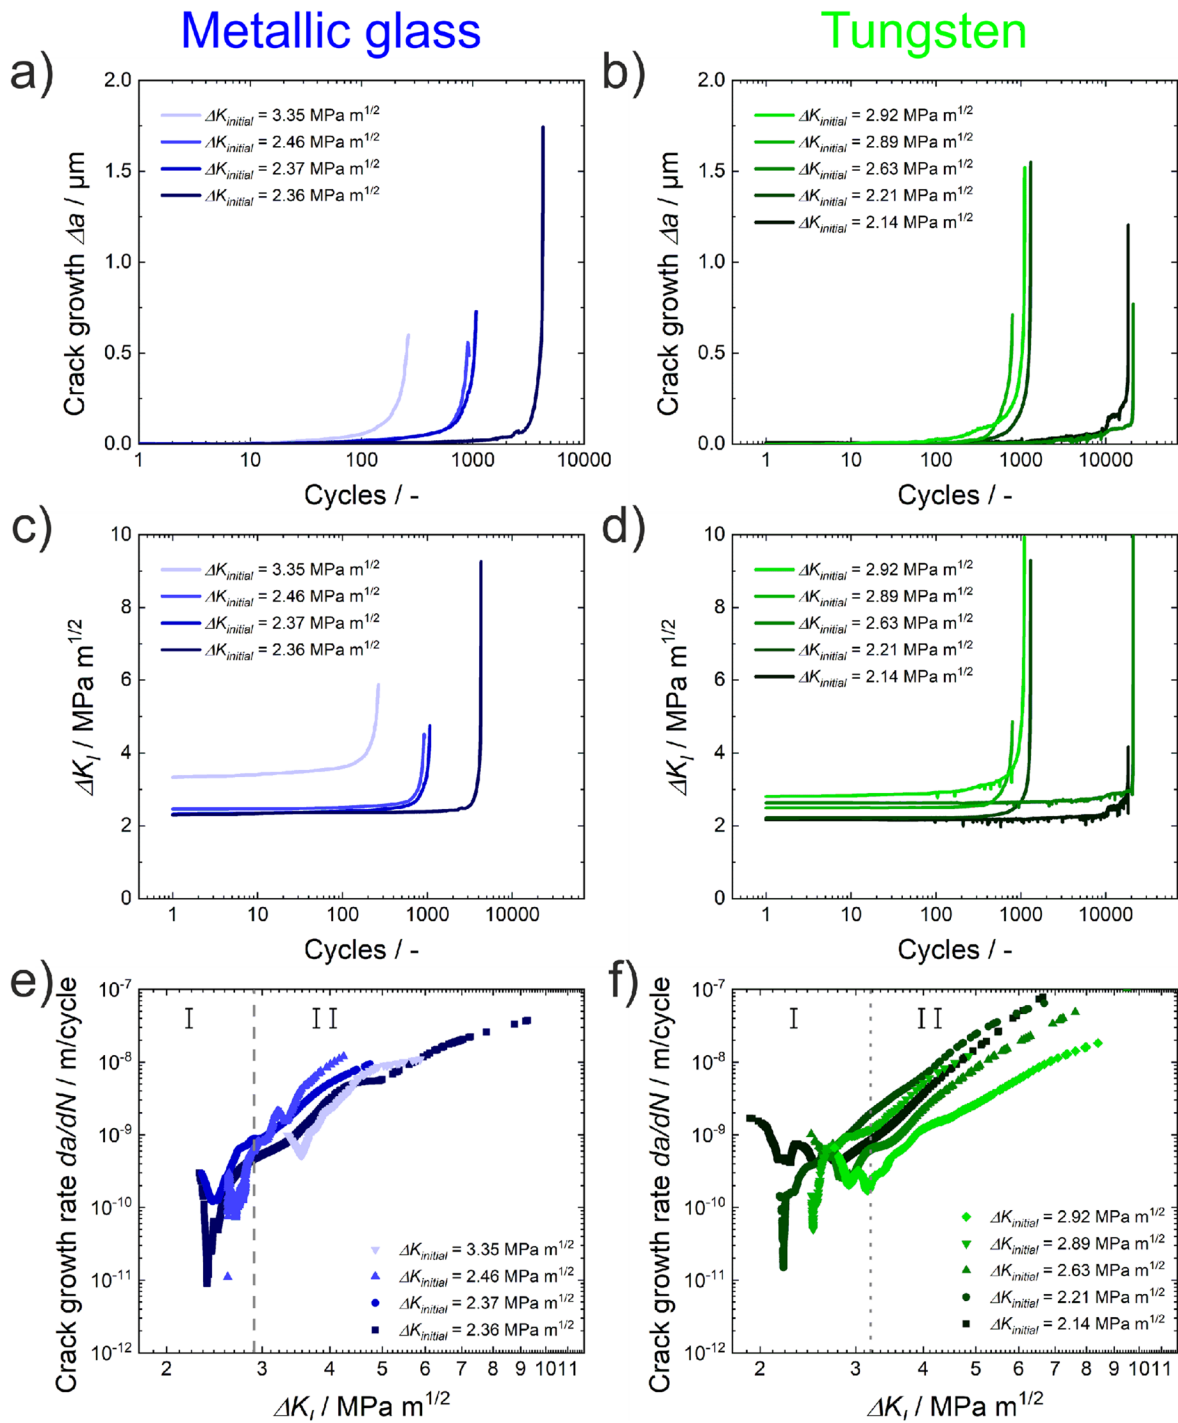 Metallic glass
Tungsten
a)
2.0
1.5
1.0
0.5
0.0
Crack growth Δa / µm
ΔKinitial = 3.35 MPa m1/2
ΔKinitial = 2.46 MPa m1/2
ΔKinitial = 2.37 MPa m1/2
ΔKinitial = 2.36 MPa m1/2
1 10 100 1000 10000
Cycles / -
b)
2.0
1.5
1.0
0.5
0.0
Crack growth Δa / µm
ΔKinitial = 2.92 MPa m1/2
ΔKinitial = 2.89 MPa m1/2
ΔKinitial = 2.63 MPa m1/2
ΔKinitial = 2.21 MPa m1/2
ΔKinitial = 2.14 MPa m1/2
1 10 100 1000 10000
Cycles / -
c)
10
8
6
4
2
0
ΔKI / MPa m1/2
ΔKinitial = 3.35 MPa m1/2
ΔKinitial = 2.46 MPa m1/2
ΔKinitial = 2.37 MPa m1/2
ΔKinitial = 2.36 MPa m1/2
1 10 100 1000 10000
Cycles / -
d)
10
8
6
4
2
0
ΔKI / MPa m1/2
ΔKinitial = 2.92 MPa m1/2
ΔKinitial = 2.89 MPa m1/2
ΔKinitial = 2.63 MPa m1/2
ΔKinitial = 2.21 MPa m1/2
ΔKinitial = 2.14 MPa m1/2
1 10 100 1000 10000
Cycles / -
e)
10-7
10-8
10-9
10-10
10-11
10-12
Crack growth rate da/dN / m/cycle
I II
ΔKinitial = 3.35 MPa m1/2
ΔKinitial = 2.46 MPa m1/2
ΔKinitial = 2.37 MPa m1/2
ΔKinitial = 2.36 MPa m1/2
2 3 4 5 6 7 8 9 1011
ΔKI / MPa m1/2
f)
10-7
10-8
10-9
10-10
10-11
10-12
Crack growth rate da/dN / m/cycle
I II
ΔKinitial = 2.92 MPa m1/2
ΔKinitial = 2.89 MPa m1/2
ΔKinitial = 2.63 MPa m1/2
ΔKinitial = 2.21 MPa m1/2
ΔKinitial = 2.14 MPa m1/2
2 3 4 5 6 7 8 9 1011
ΔKI / MPa m1/2